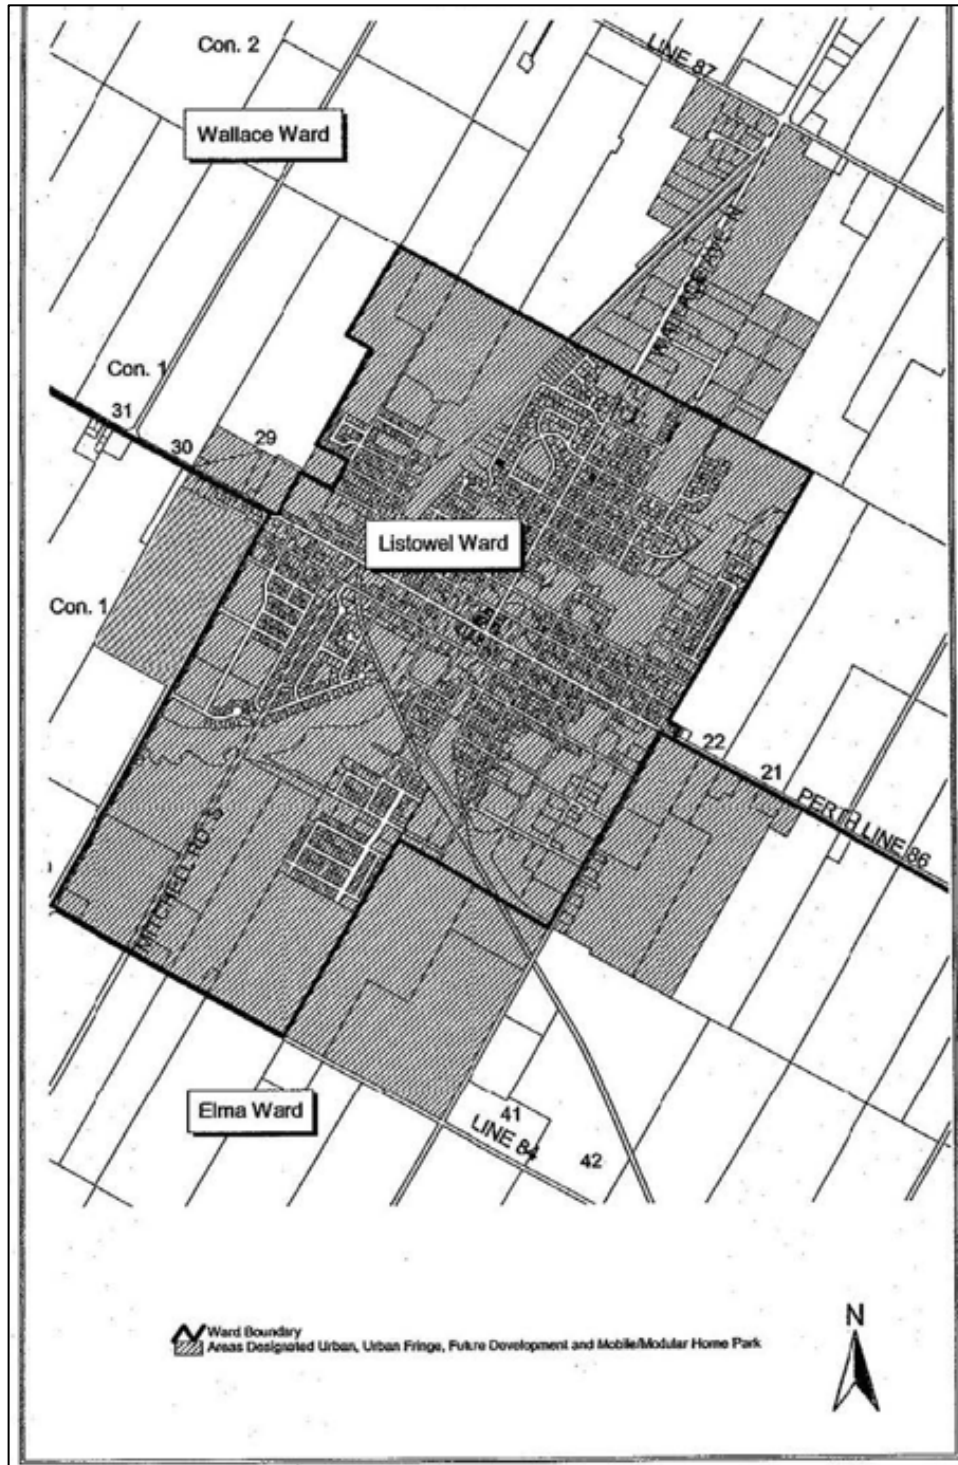 Con. 2
LINE 87
Wallace Ward
WALLACE AVE N
Con. 1
31
30
29
Listowel Ward
Con. 1
22
21
PERTH LINE 86
MITCHELL RD S
Elma Ward
41
LINE 84
42
N
Ward Boundary
Areas Designated Urban, Urban Fringe, Future Development and Mobile/Modular Home Park